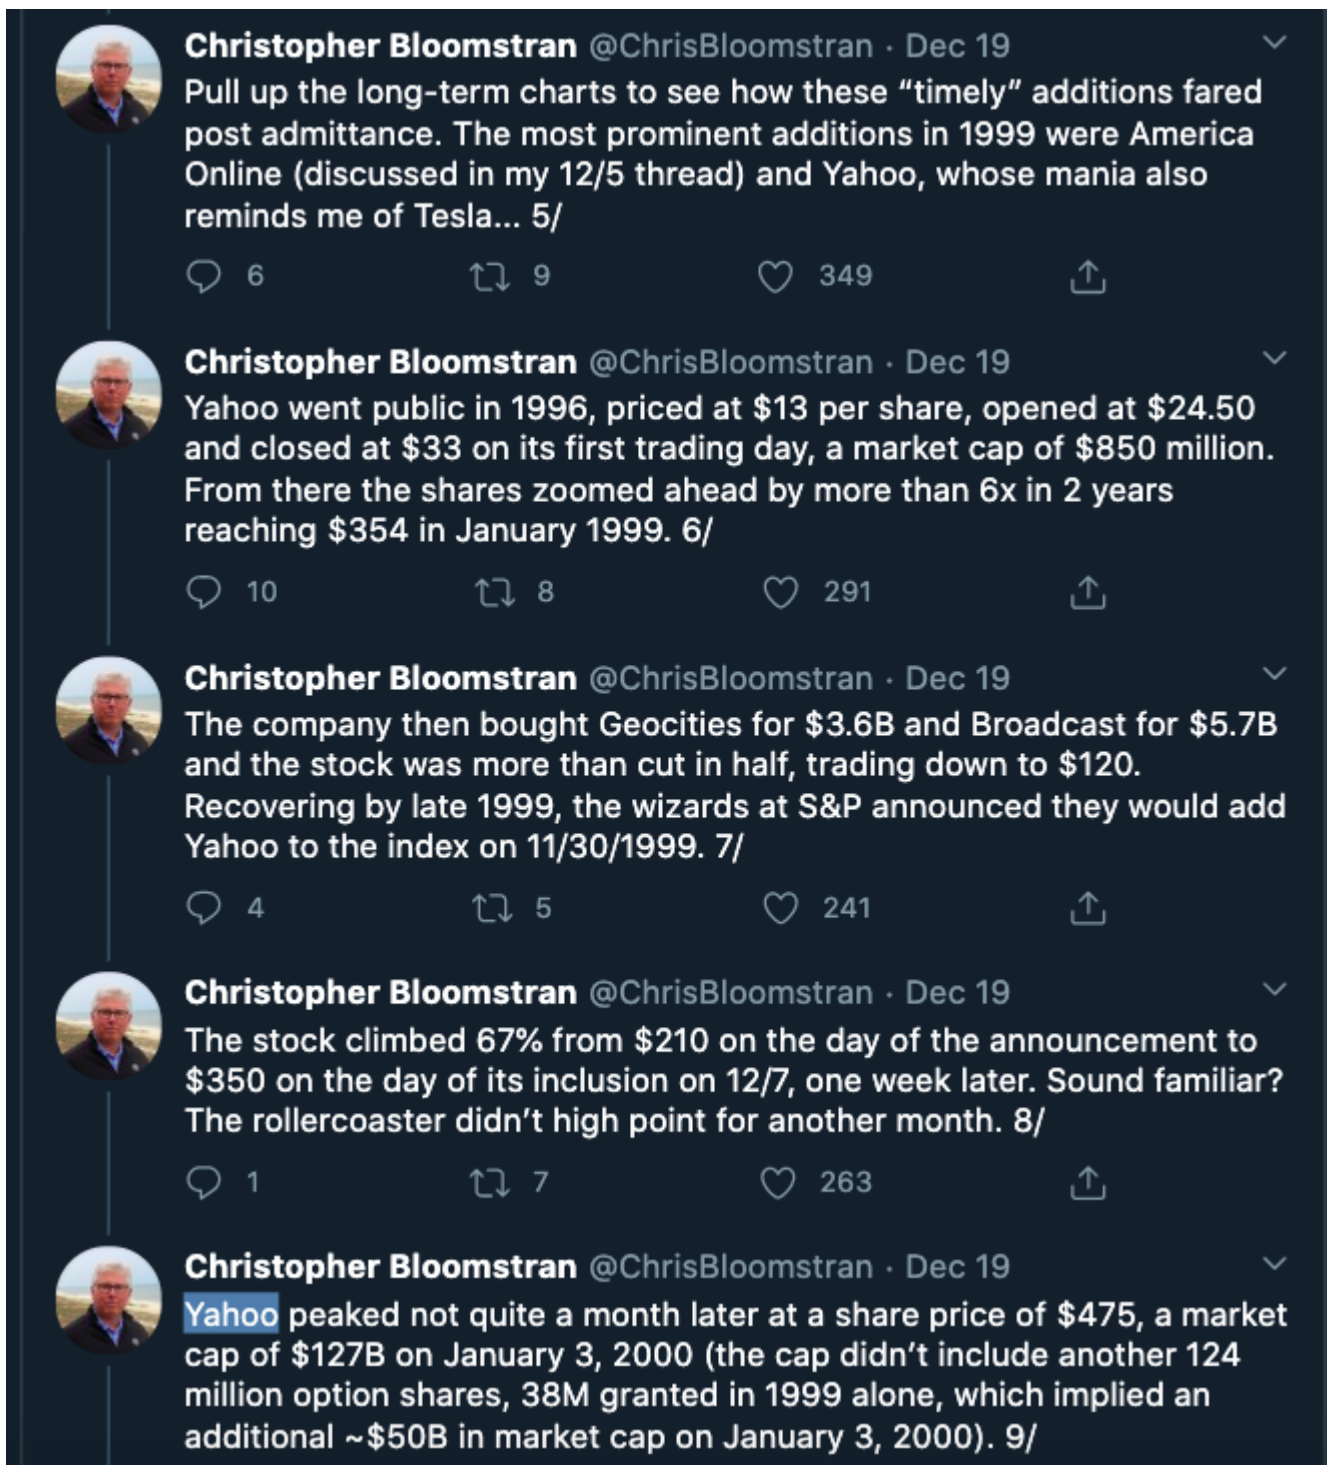 Christopher Bloomstran @ChrisBloomstran · Dec 19
Pull up the long-term charts to see how these “timely” additions fared
post admittance. The most prominent additions in 1999 were America
Online (discussed in my 12/5 thread) and Yahoo, whose mania also
reminds me of Tesla... 5/
6 9 349
Christopher Bloomstran @ChrisBloomstran · Dec 19
Yahoo went public in 1996, priced at $13 per share, opened at $24.50
and closed at $33 on its first trading day, a market cap of $850 million.
From there the shares zoomed ahead by more than 6x in 2 years
reaching $354 in January 1999. 6/
10 8 291
Christopher Bloomstran @ChrisBloomstran · Dec 19
The company then bought Geocities for $3.6B and Broadcast for $5.7B
and the stock was more than cut in half, trading down to $120.
Recovering by late 1999, the wizards at S&P announced they would add
Yahoo to the index on 11/30/1999. 7/
4 5 241
Christopher Bloomstran @ChrisBloomstran · Dec 19
The stock climbed 67% from $210 on the day of the announcement to
$350 on the day of its inclusion on 12/7, one week later. Sound familiar?
The rollercoaster didn’t high point for another month. 8/
1 7 263
Christopher Bloomstran @ChrisBloomstran · Dec 19
Yahoo peaked not quite a month later at a share price of $475, a market
cap of $127B on January 3, 2000 (the cap didn’t include another 124
million option shares, 38M granted in 1999 alone, which implied an
additional ~$50B in market cap on January 3, 2000). 9/